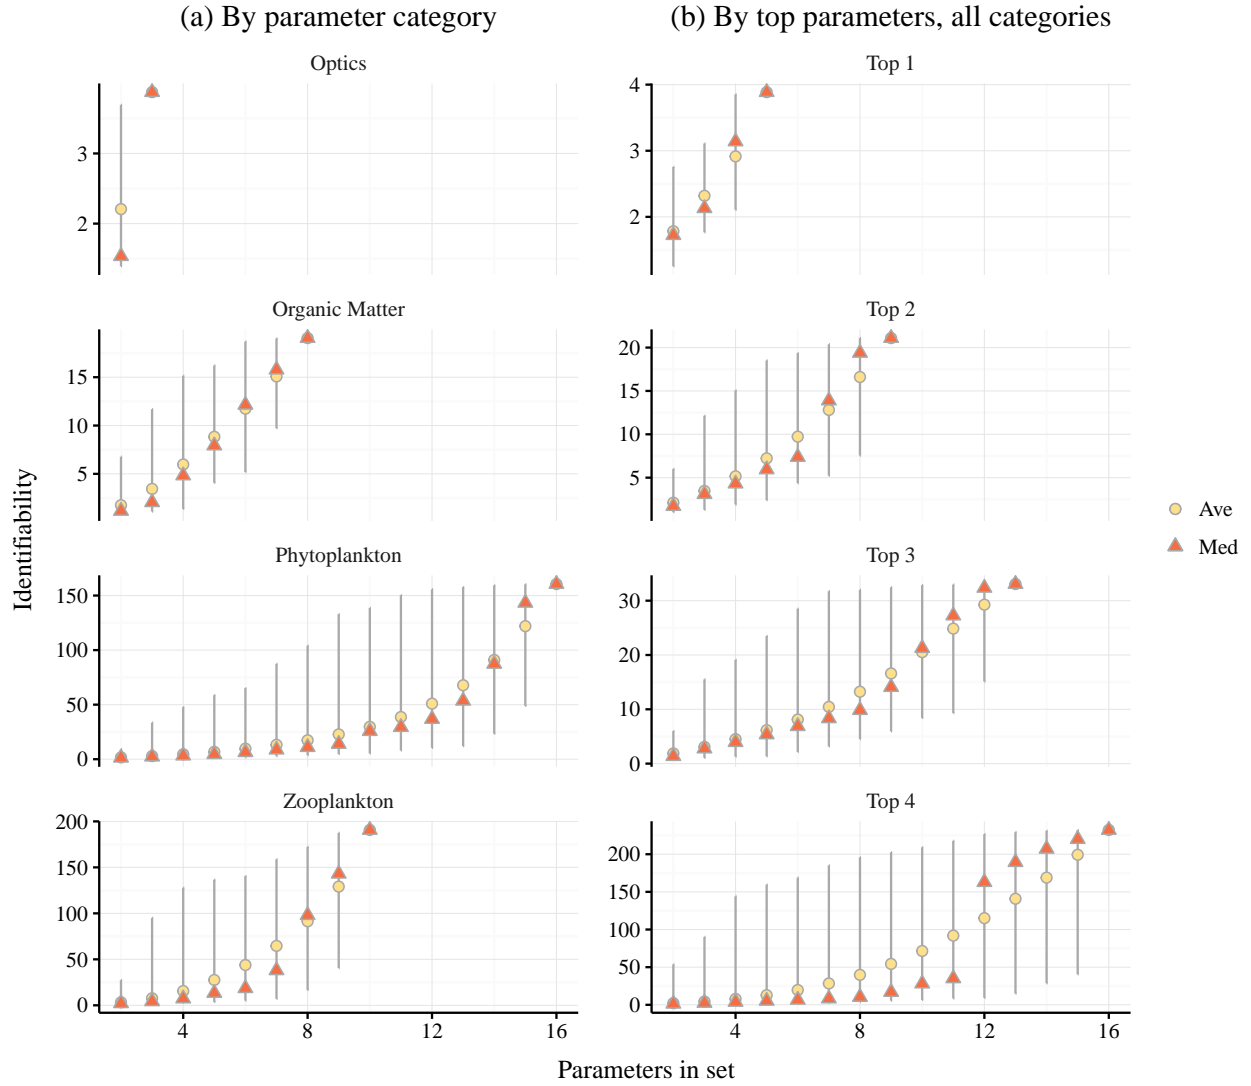 (a) By parameter category
(b) By top parameters, all categories
Optics
3
2
Top 1
4
3
2
Organic Matter
15
10
5
Top 2
20
15
10
5
Phytoplankton
150
100
50
0
Top 3
30
20
10
0
Zooplankton
200
150
100
50
0
4 8 12 16
Top 4
200
150
100
50
0
4 8 12 16
Identifiability
Parameters in set
Ave
Med